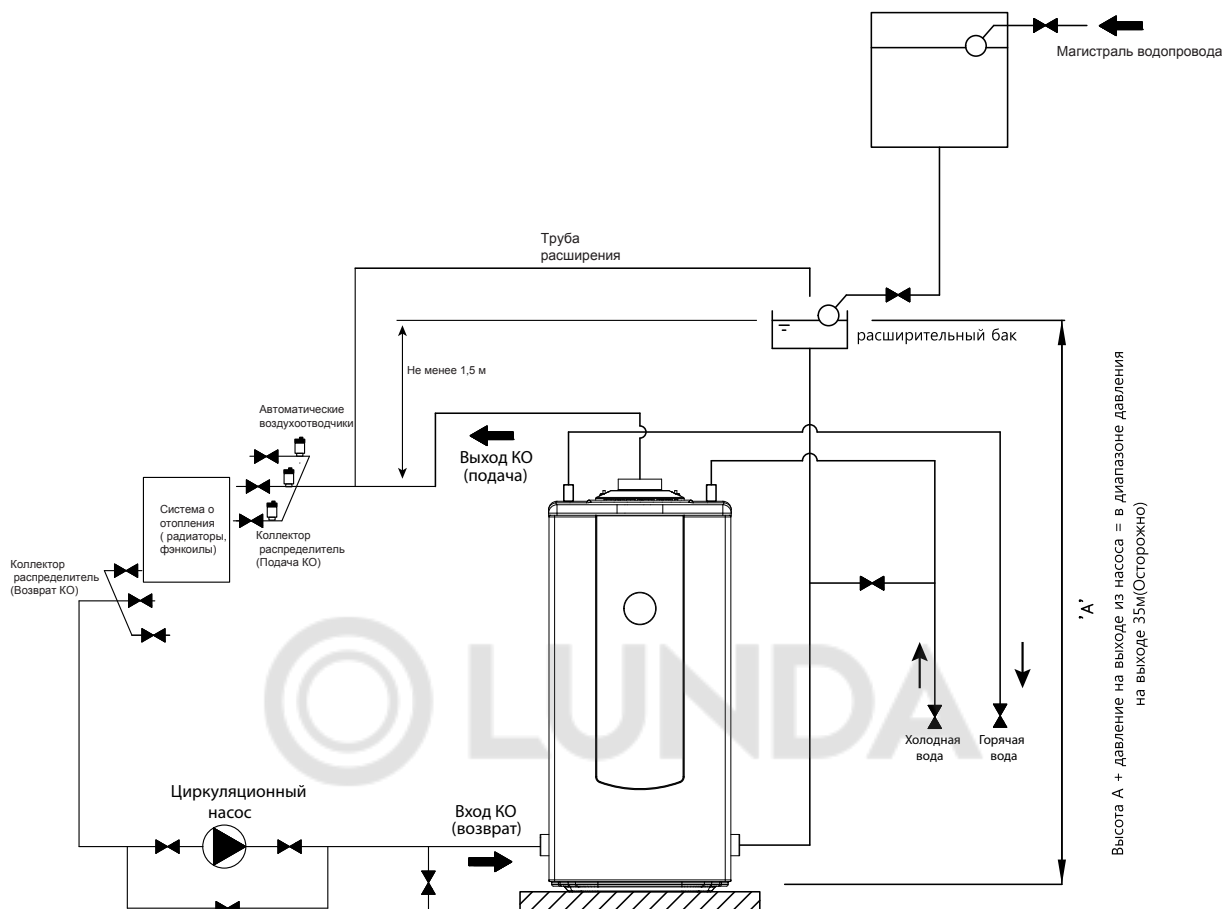 Магистраль водопровода
Труба
расширения
расширительный бак
Не менее 1,5 м
Автоматические
воздухоотводчики
Выход КО
(подача)
Система о
отопления
( радиаторы,
фэнкоилы)
Коллектор
распределитель
(Подача КО)
Коллектор
распределитель
(Возврат КО)
'A'
Высота А + давление на выходе из насоса = в диапазоне давления
на выходе 35м(Осторожно)
LUNDA
Холодная
вода
Горячая
вода
Циркуляционный
насос
Вход КО
(возврат)